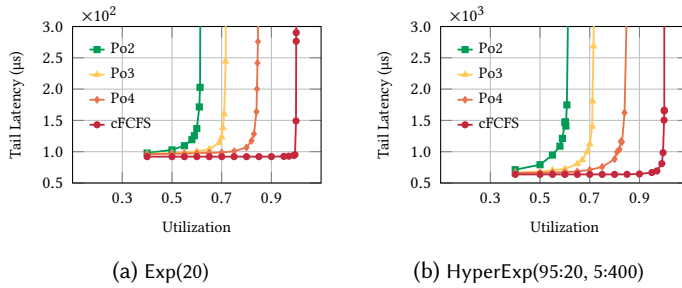 ×10²
3.0
2.5
2.0
1.5
1.0
0.5
Tail Latency (μs)
Po2
Po3
Po4
cFCFS
0.3 0.5 0.7 0.9
Utilization
(a) Exp(20)
×10³
3.0
2.5
2.0
1.5
1.0
0.5
Tail Latency (μs)
Po2
Po3
Po4
cFCFS
0.3 0.5 0.7 0.9
Utilization
(b) HyperExp(95:20, 5:400)